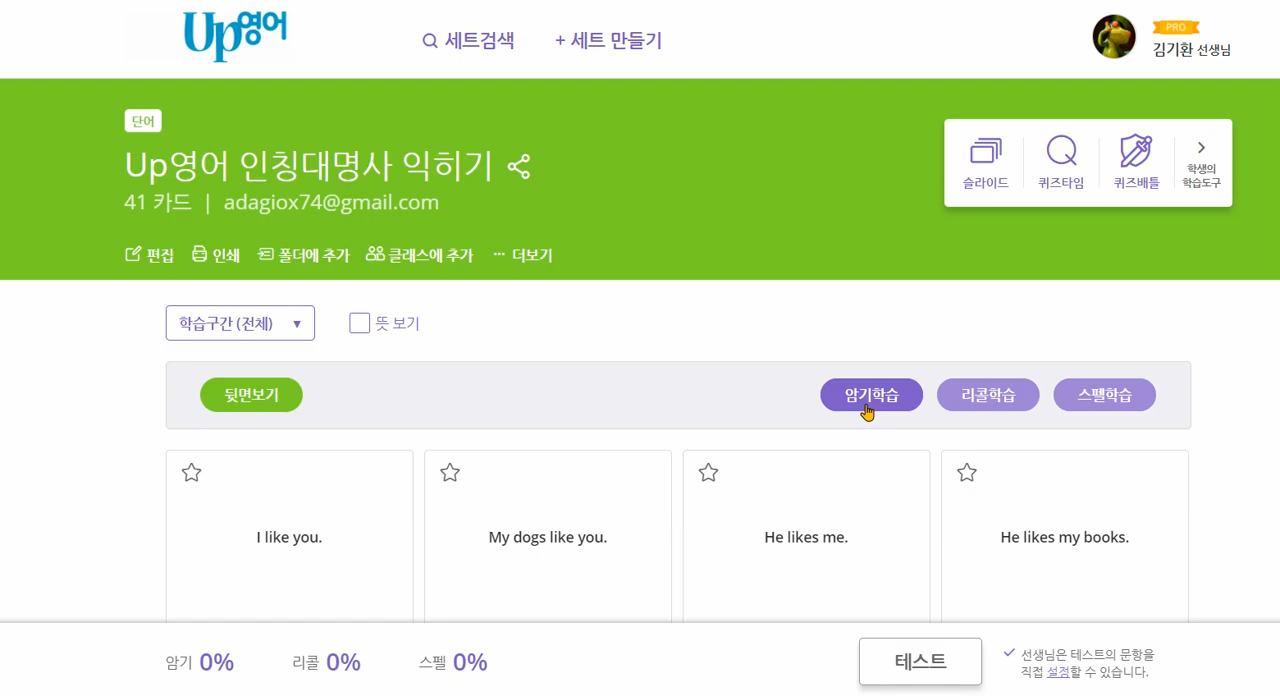 Up영어
세트검색
+ 세트 만들기
PRO
김기환 선생님
단어
Up영어 인칭대명사 익히기
41 카드 | adagiox74@gmail.com
슬라이드
퀴즈타임
퀴즈배틀
학생의
학습도구
편집
인쇄
폴더에 추가
클래스에 추가
··· 더보기
학습구간 (전체) ▼
뜻 보기
뒷면보기
암기학습
리콜학습
스펠학습
I like you.
My dogs like you.
He likes me.
He likes my books.
암기 0%
리콜 0%
스펠 0%
테스트
선생님은 테스트의 문항을
직접 설정할 수 있습니다.